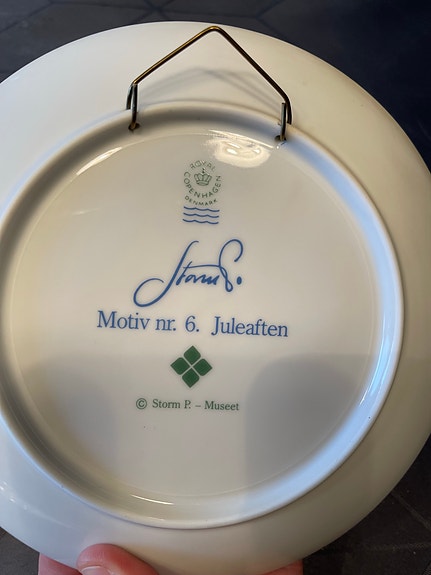 ROYAL
COPENHAGEN
DENMARK
Storm P.
Motiv nr. 6. Juleaften
© Storm P. – Museet